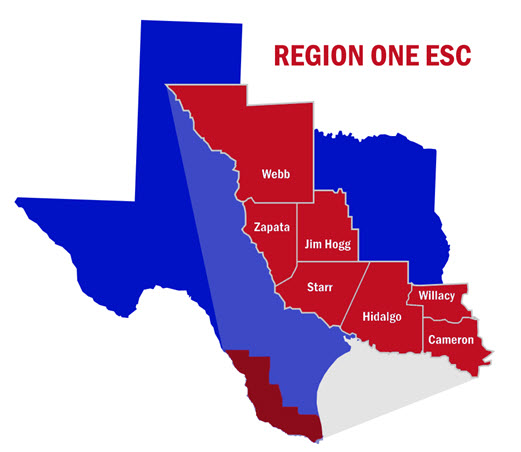 REGION ONE ESC
Webb
Zapata
Jim Hogg
Starr
Willacy
Hidalgo
Cameron